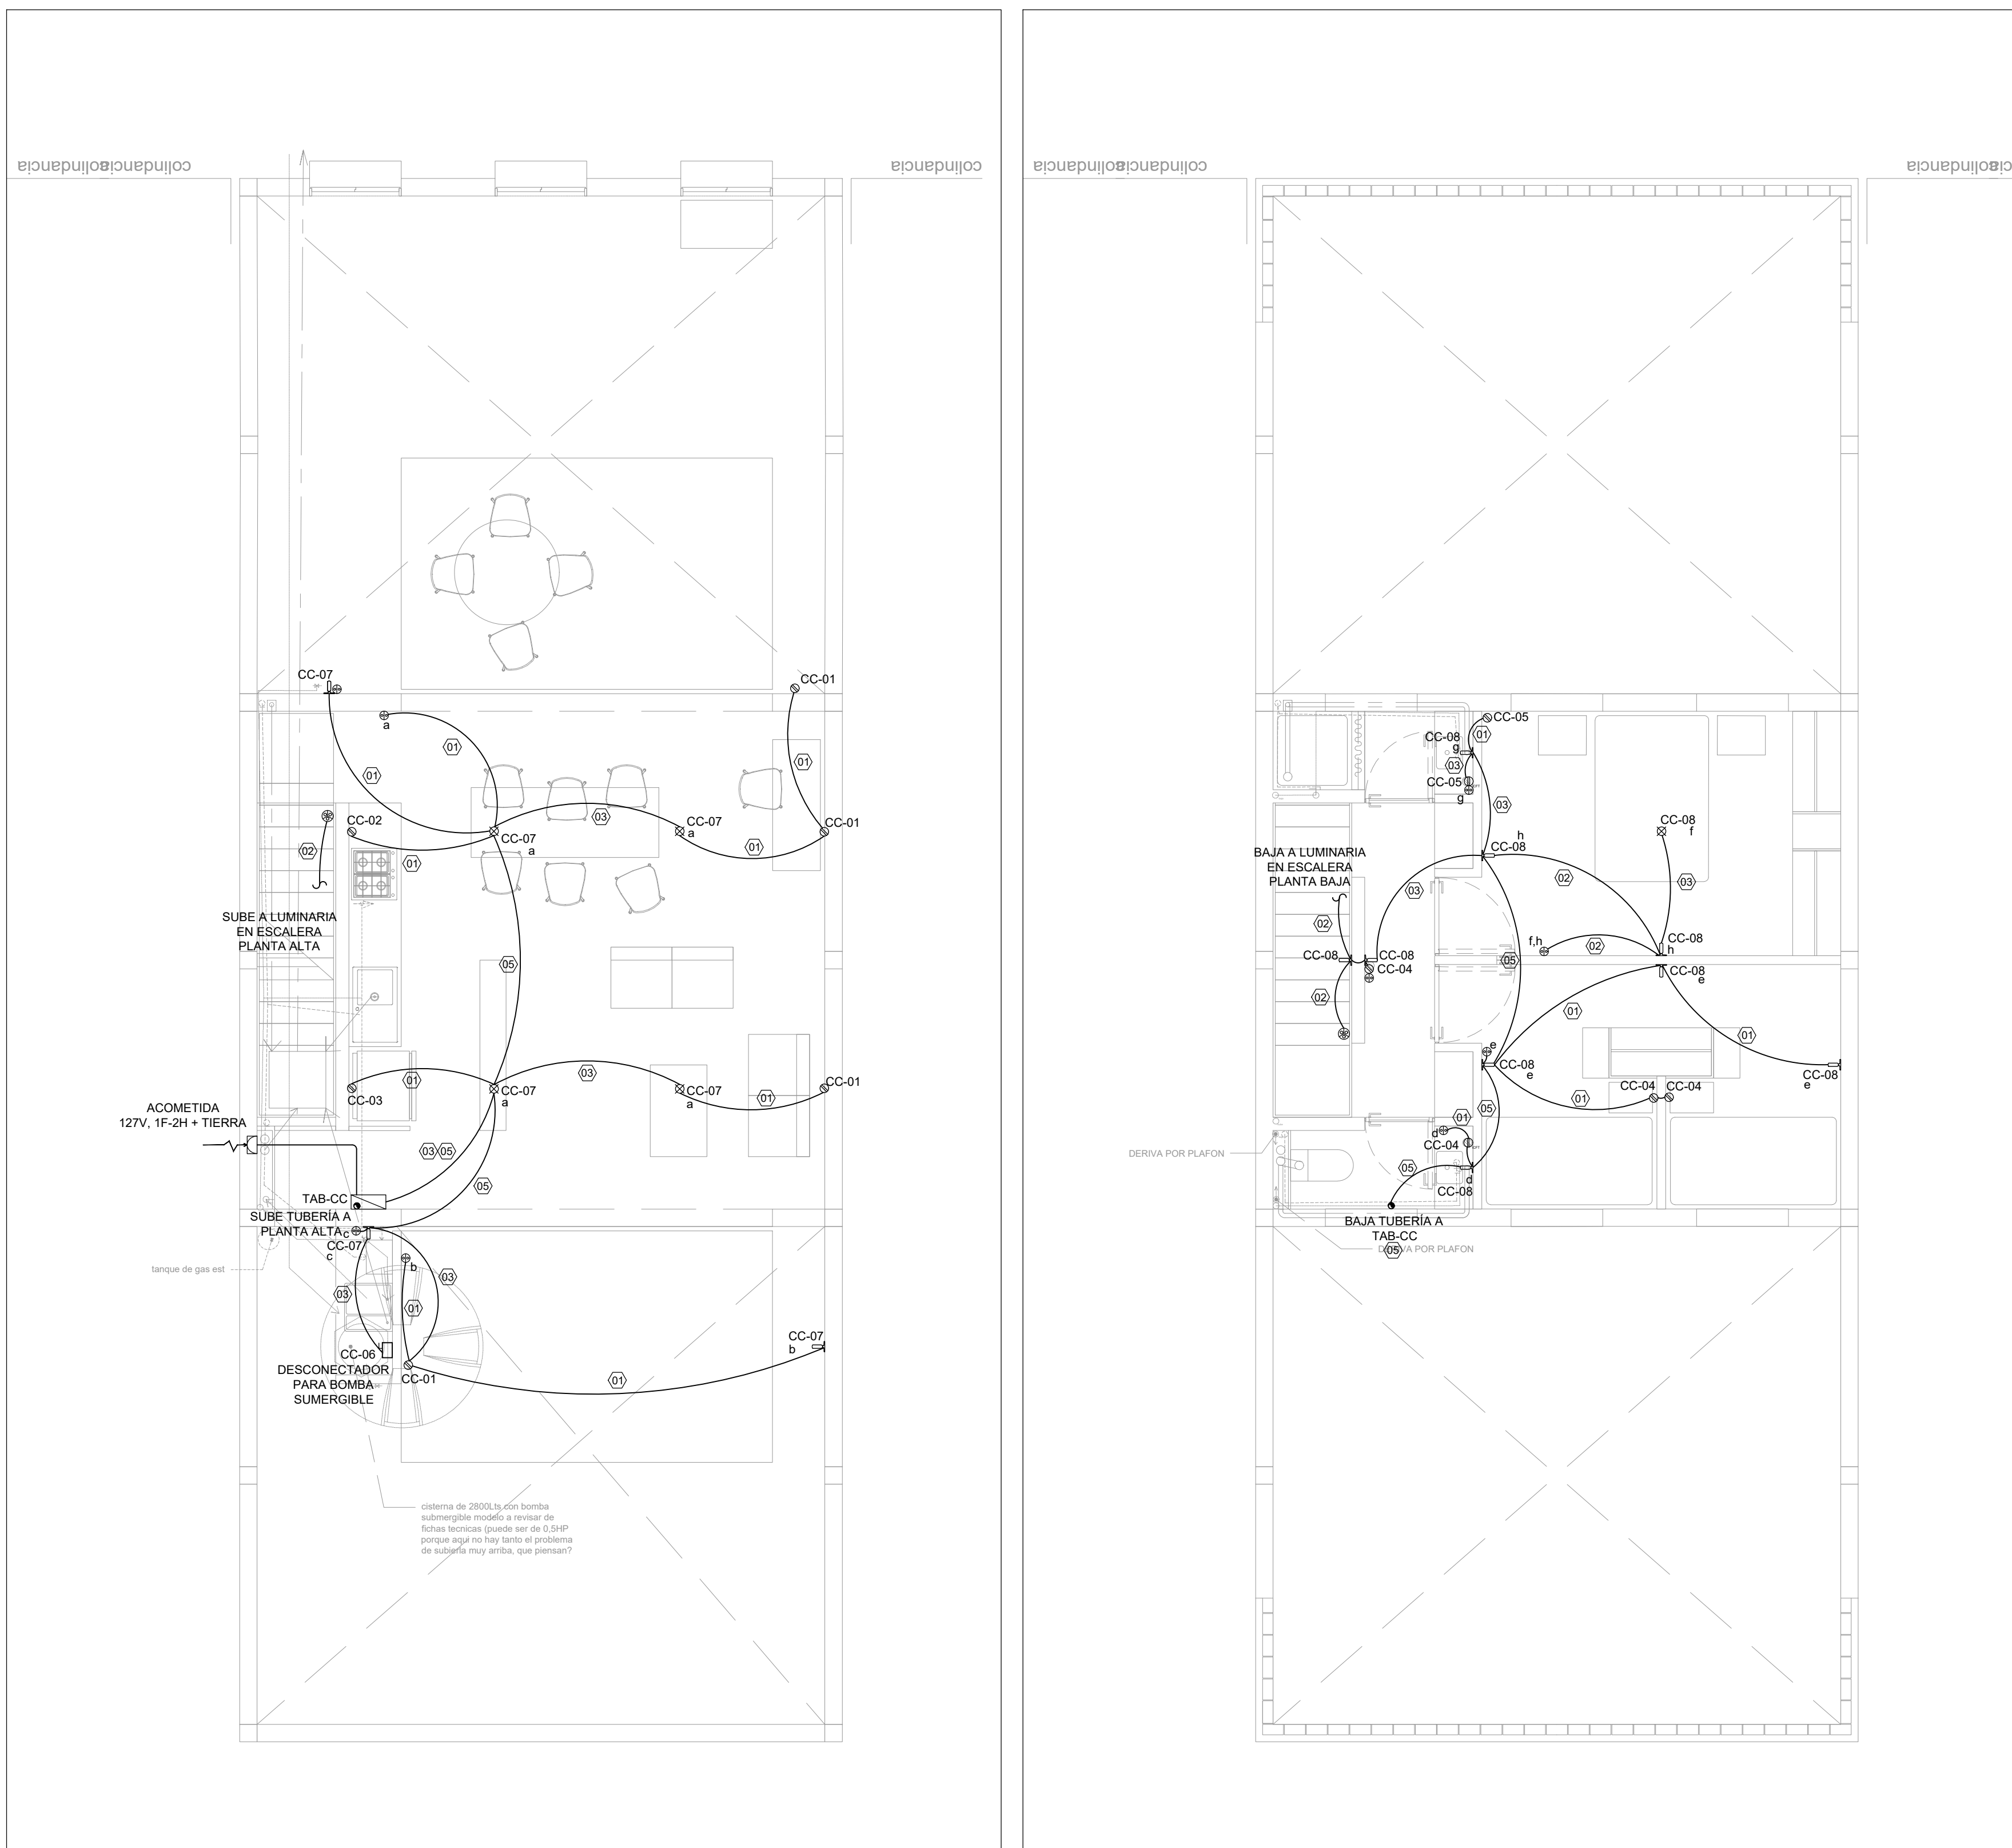 colindancia
colindancia
colindancia
CC-07
CC-01
a
01
01
01
CC-02
03
CC-07
a
CC-07
a
CC-01
02
01
01
SUBE A LUMINARIA
EN ESCALERA
PLANTA ALTA
05
01
03
CC-03
CC-07
a
CC-07
a
CC-01
01
ACOMETIDA
127V, 1F-2H + TIERRA
03
05
05
TAB-CC
SUBE TUBERÍA A
PLANTA ALTA
c
CC-07
c
b
tanque de gas est
03
03
01
CC-06
DESCONECTADOR
PARA BOMBA
SUMERGIBLE
CC-01
CC-07
b
01
cisterna de 2800Lts con bomba
submergible modelo a revisar de
fichas tecnicas (puede ser de 0,5HP
porque aqui no hay tanto el problema
de subierla muy arriba, que piensan?
colindancia
colindancia
colindancia
CC-05
01
CC-08
g
03
CC-05
g
03
h
CC-08
CC-08
f
BAJA A LUMINARIA
EN ESCALERA
PLANTA BAJA
02
03
03
02
f,h
02
CC-08
h
CC-08
CC-08
CC-04
05
CC-08
e
02
01
01
e
CC-08
e
CC-08
e
CC-04
CC-04
05
01
01
d
CC-04
DERIVA POR PLAFON
05
d
CC-08
BAJA TUBERÍA A
TAB-CC
05
DERIVA POR PLAFON